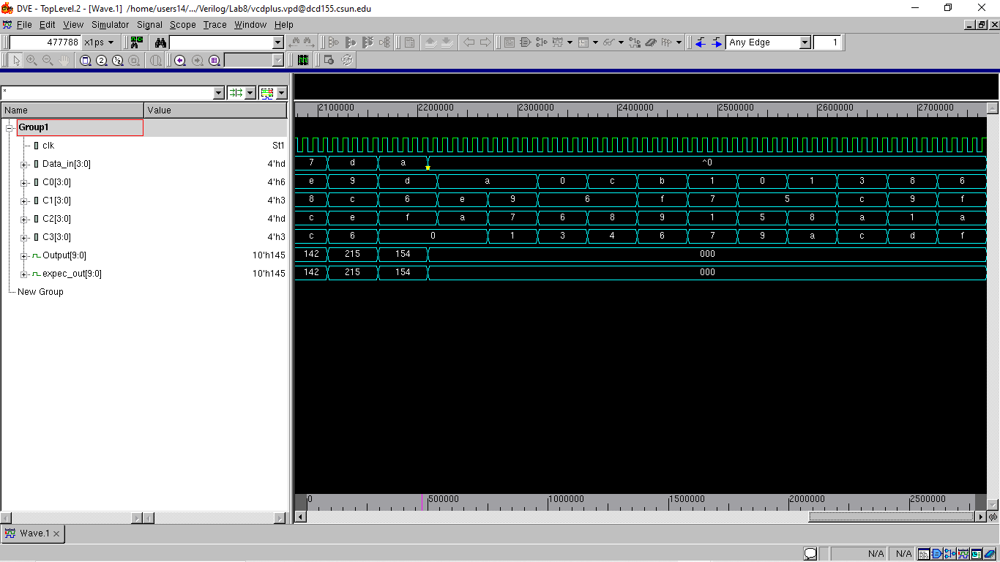 DVE - TopLevel.2 - [Wave.1] /home/users14/.../Verilog/Lab8/vcdplus.vpd@dcd155.csun.edu
File Edit View Simulator Signal Scope Trace Window Help
477788 x1ps Any Edge 1
*
Name Value
2100000 2200000 2300000 2400000 2500000 2600000 2700000
Group1
clk St1
Data_in[3:0] 4'hd 7 d a ^0
C0[3:0] 4'h6 e 9 d a 0 c b 1 0 1 3 8 6
C1[3:0] 4'h3 8 c 6 e 9 6 f 7 5 c 9 f
C2[3:0] 4'hd c e f a 7 6 8 9 1 5 8 a 1 a
C3[3:0] 4'h3 c 6 0 1 3 4 6 7 9 a c d f
Output[9:0] 10'h145 142 215 154 000
expec_out[9:0] 10'h145 142 215 154 000
New Group
0 500000 1000000 1500000 2000000 2500000
Wave.1
N/A N/A